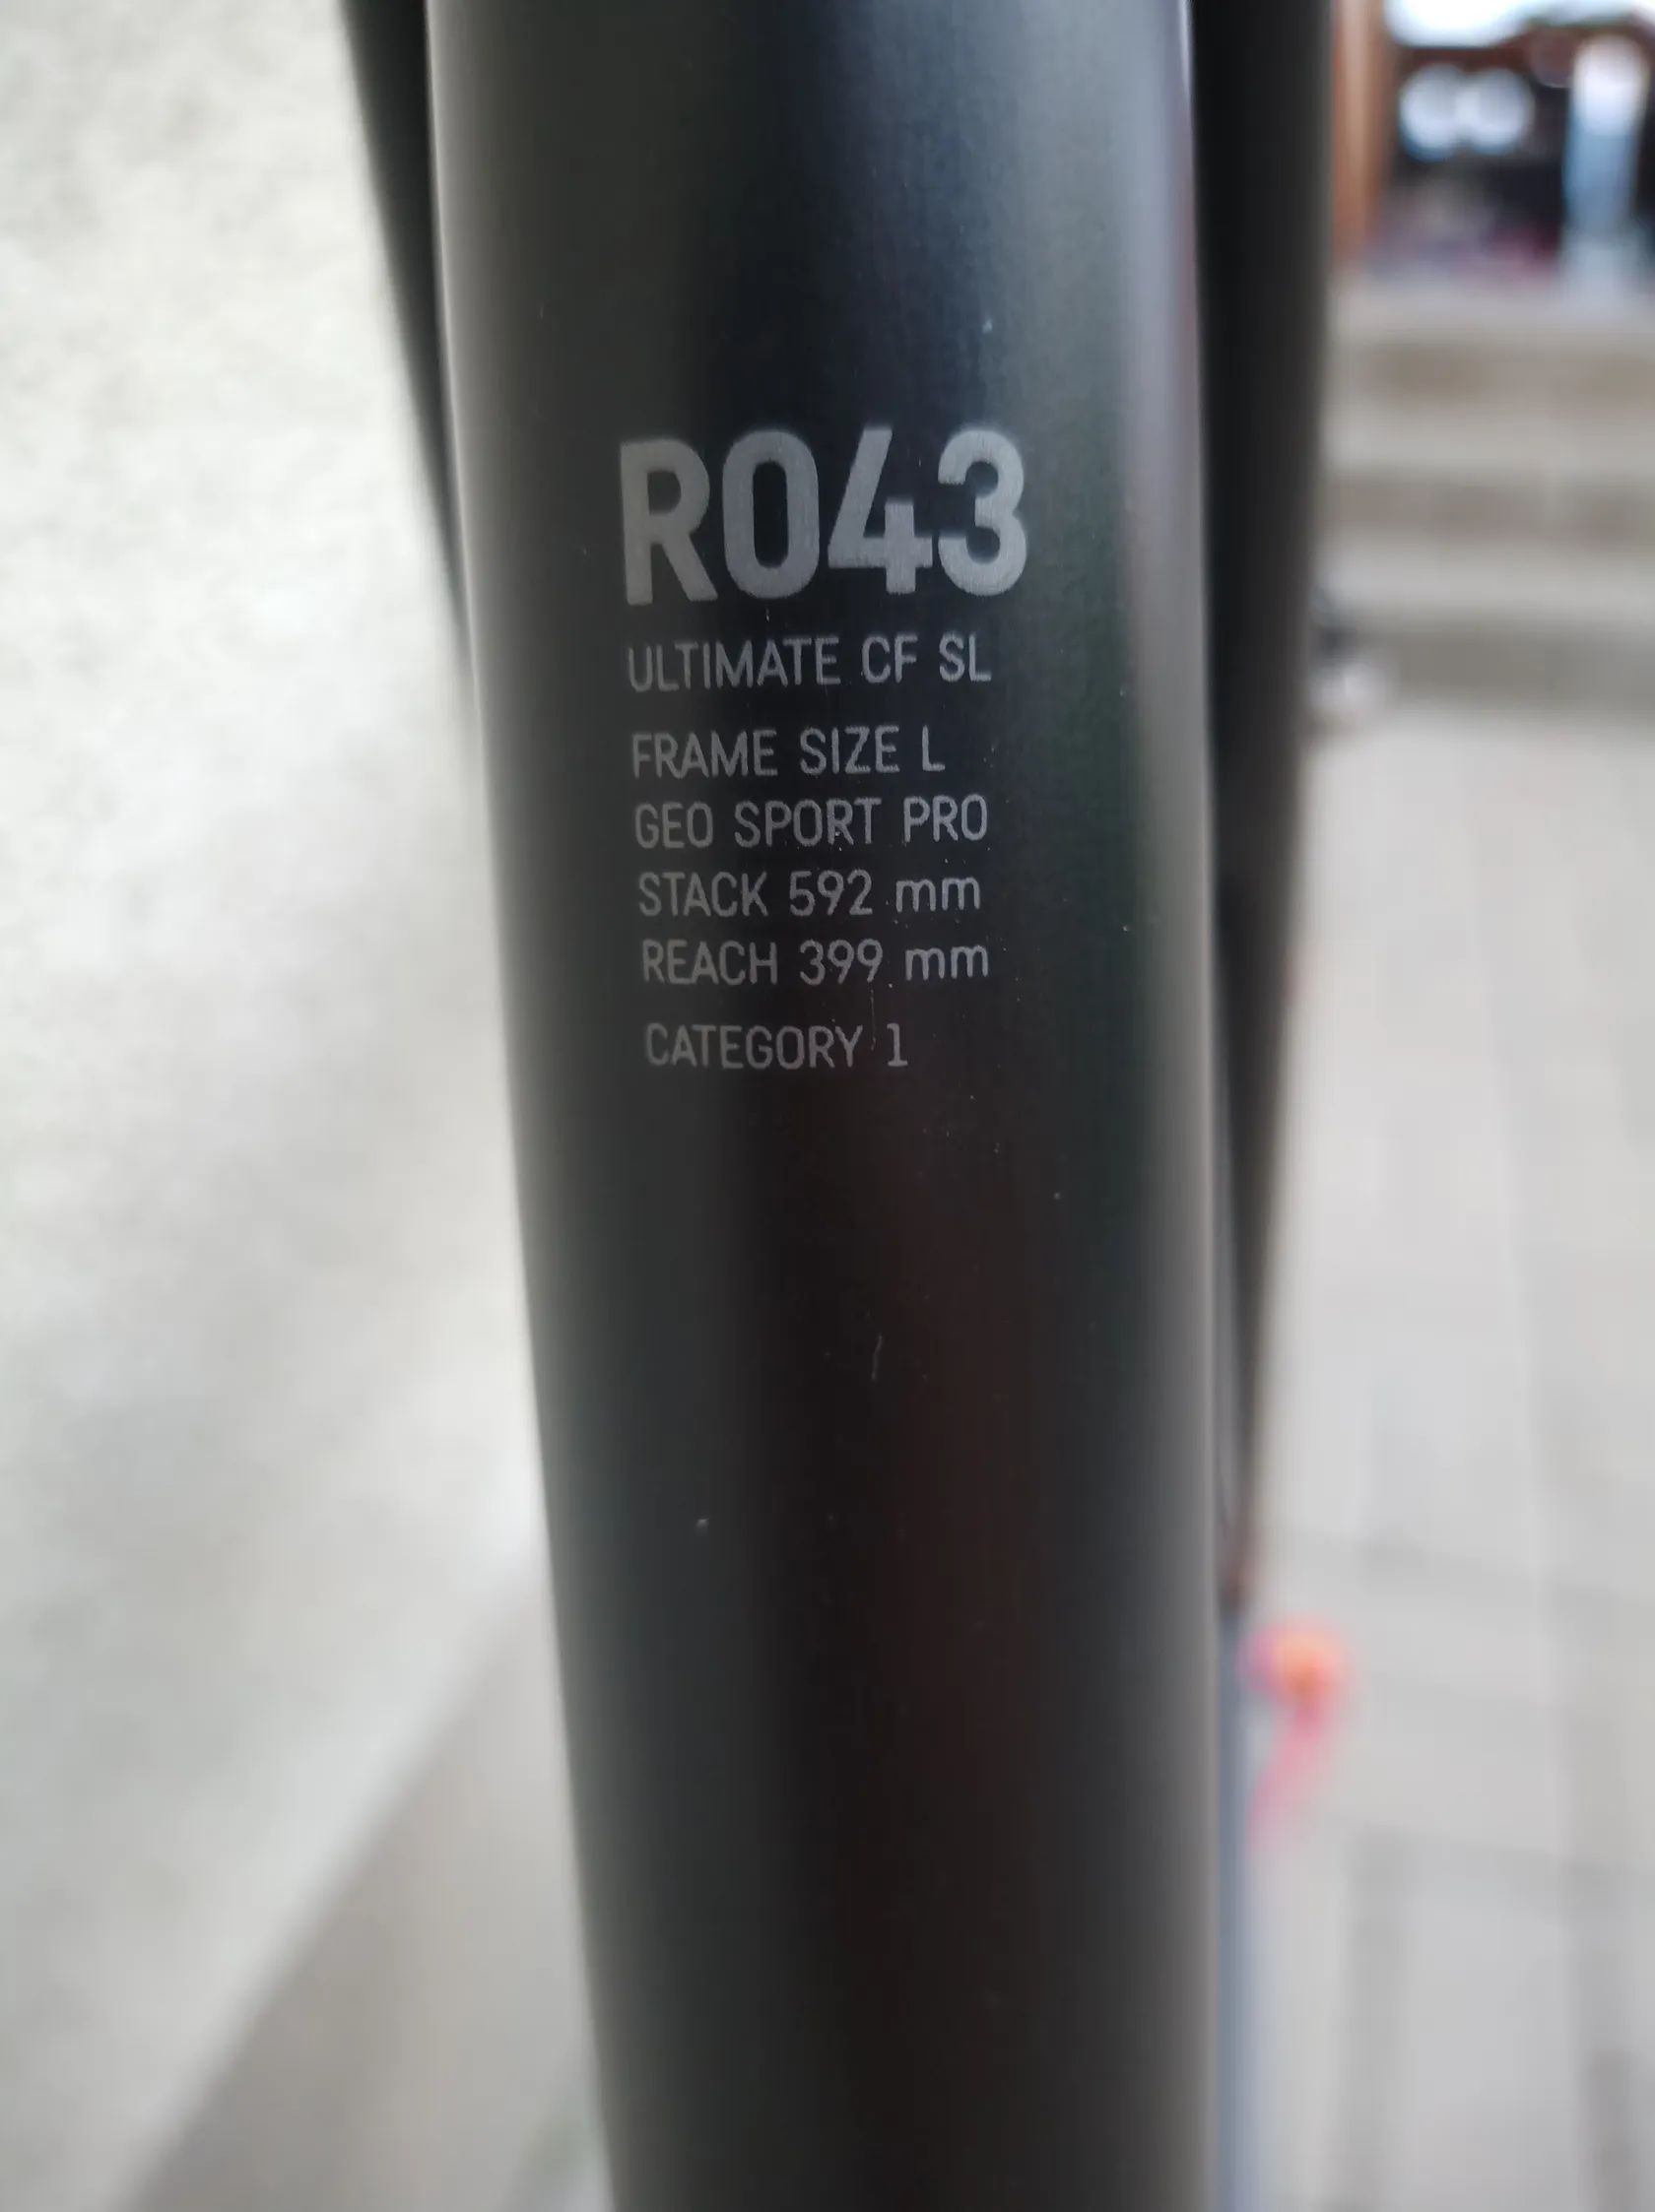 R043
ULTIMATE CF SL
FRAME SIZE L
GEO SPORT PRO
STACK 592 mm
REACH 399 mm
CATEGORY 1